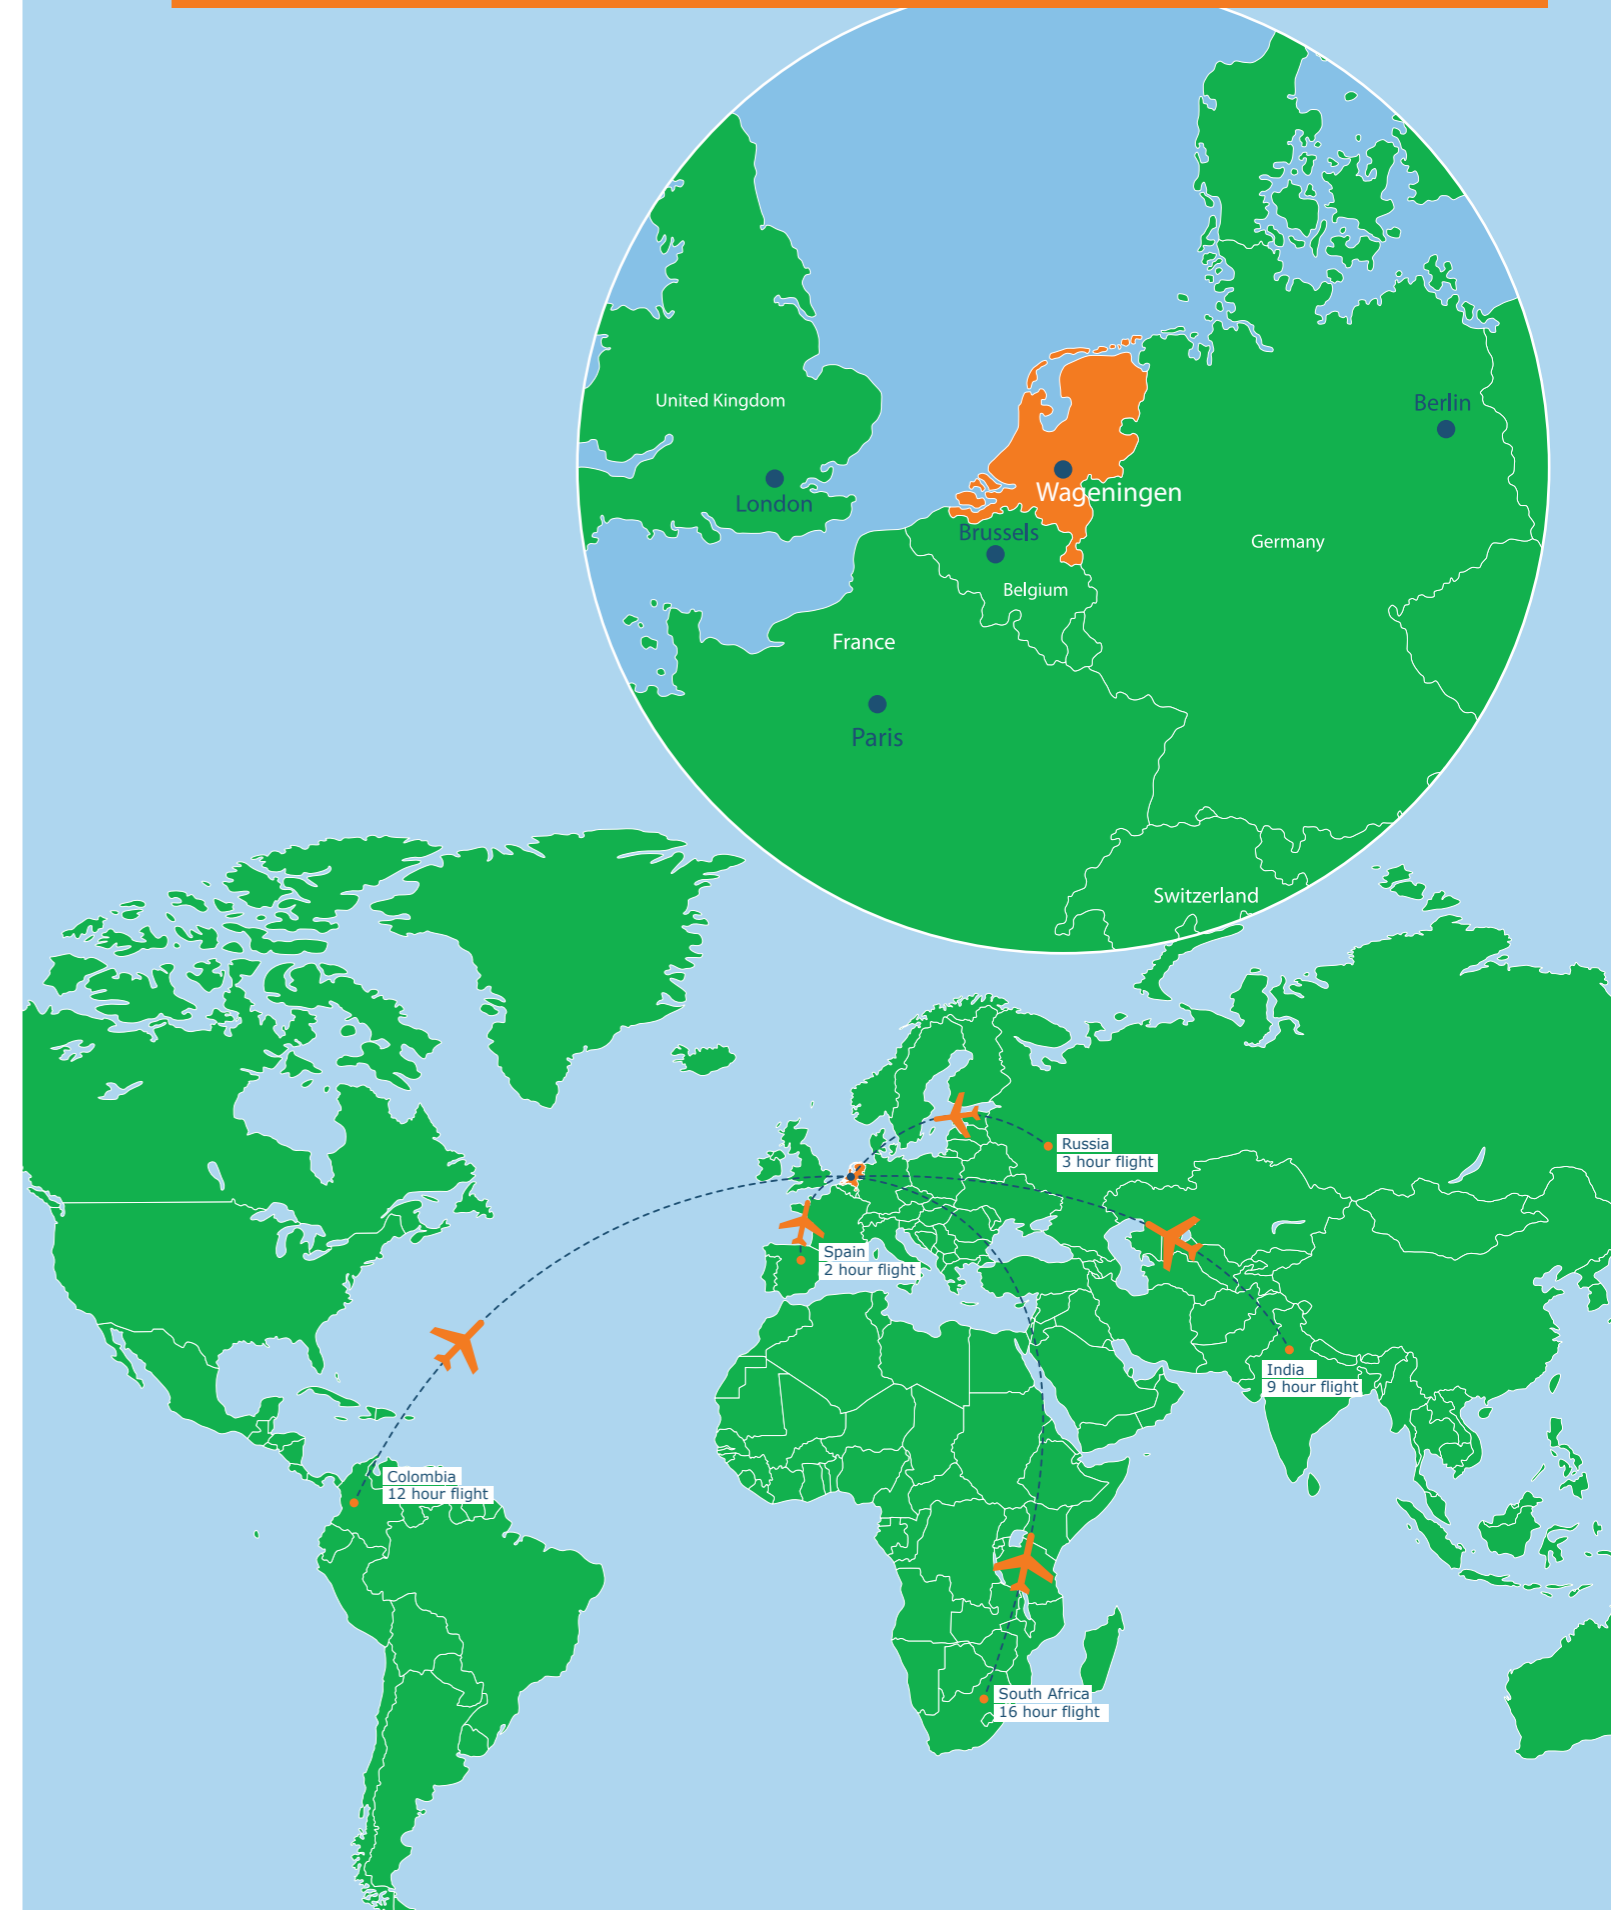 United Kingdom
Berlin
London
Wageningen
Brussels
Germany
Belgium
France
Paris
Switzerland
Russia
3 hour flight
Spain
2 hour flight
India
9 hour flight
Colombia
12 hour flight
South Africa
16 hour flight